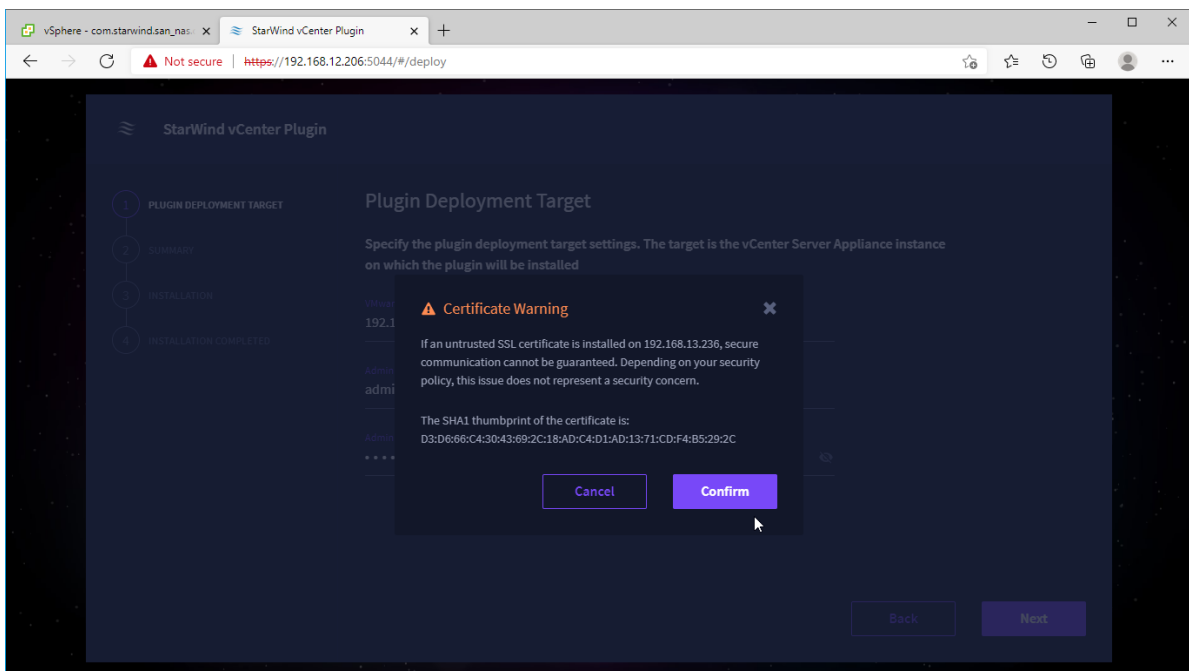 vSphere - com.starwind.san_nas.
StarWind vCenter Plugin
Not secure
https://192.168.12.206:5044/#/deploy
StarWind vCenter Plugin
1 PLUGIN DEPLOYMENT TARGET
2 SUMMARY
3 INSTALLATION
4 INSTALLATION COMPLETED
Plugin Deployment Target
Specify the plugin deployment target settings. The target is the vCenter Server Appliance instance
on which the plugin will be installed
192.1
admi
Certificate Warning
If an untrusted SSL certificate is installed on 192.168.13.236, secure
communication cannot be guaranteed. Depending on your security
policy, this issue does not represent a security concern.
The SHA1 thumbprint of the certificate is:
D3:D6:66:C4:30:43:69:2C:18:AD:C4:D1:AD:13:71:CD:F4:B5:29:2C
Cancel
Confirm
Back
Next